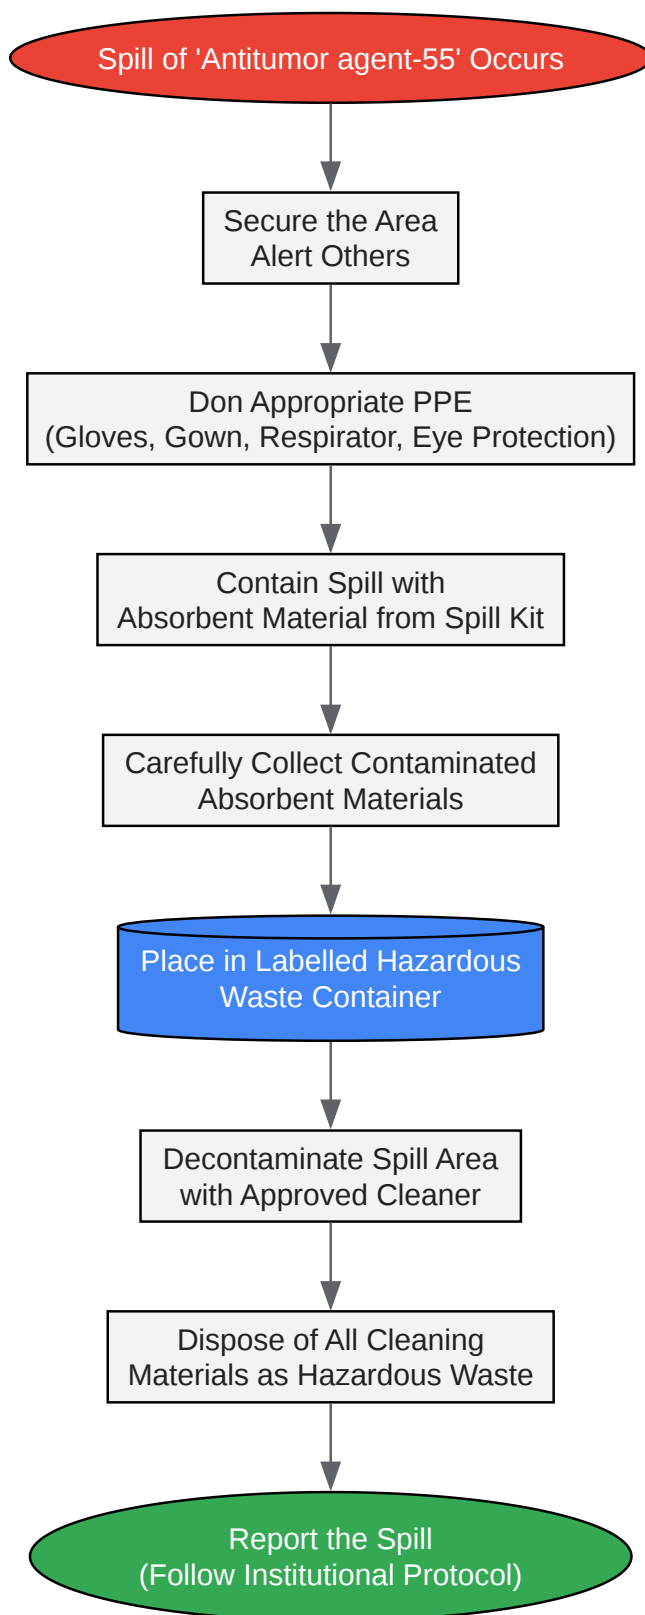 Spill of 'Antitumor agent-55' Occurs
Secure the Area
Alert Others
Don Appropriate PPE
(Gloves, Gown, Respirator, Eye Protection)
Contain Spill with
Absorbent Material from Spill Kit
Carefully Collect Contaminated
Absorbent Materials
Place in Labelled Hazardous
Waste Container
Decontaminate Spill Area
with Approved Cleaner
Dispose of All Cleaning
Materials as Hazardous Waste
Report the Spill
(Follow Institutional Protocol)